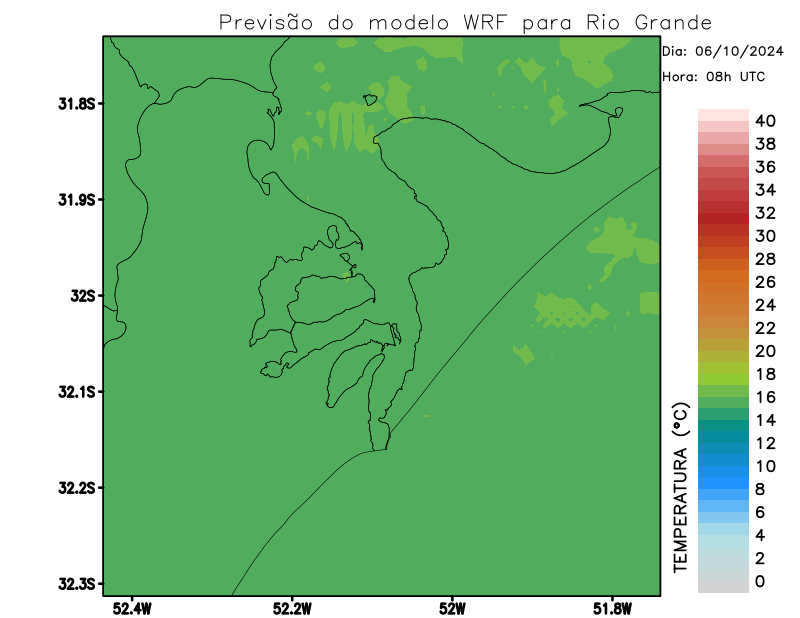 Previsão do modelo WRF para Rio Grande
Dia: 06/10/2024
Hora: 08h UTC
31.8S
31.9S
32S
32.1S
32.2S
32.3S
52.4W
52.2W
52W
51.8W
TEMPERATURA (°C)
40
38
36
34
32
30
28
26
24
22
20
18
16
14
12
10
8
6
4
2
0